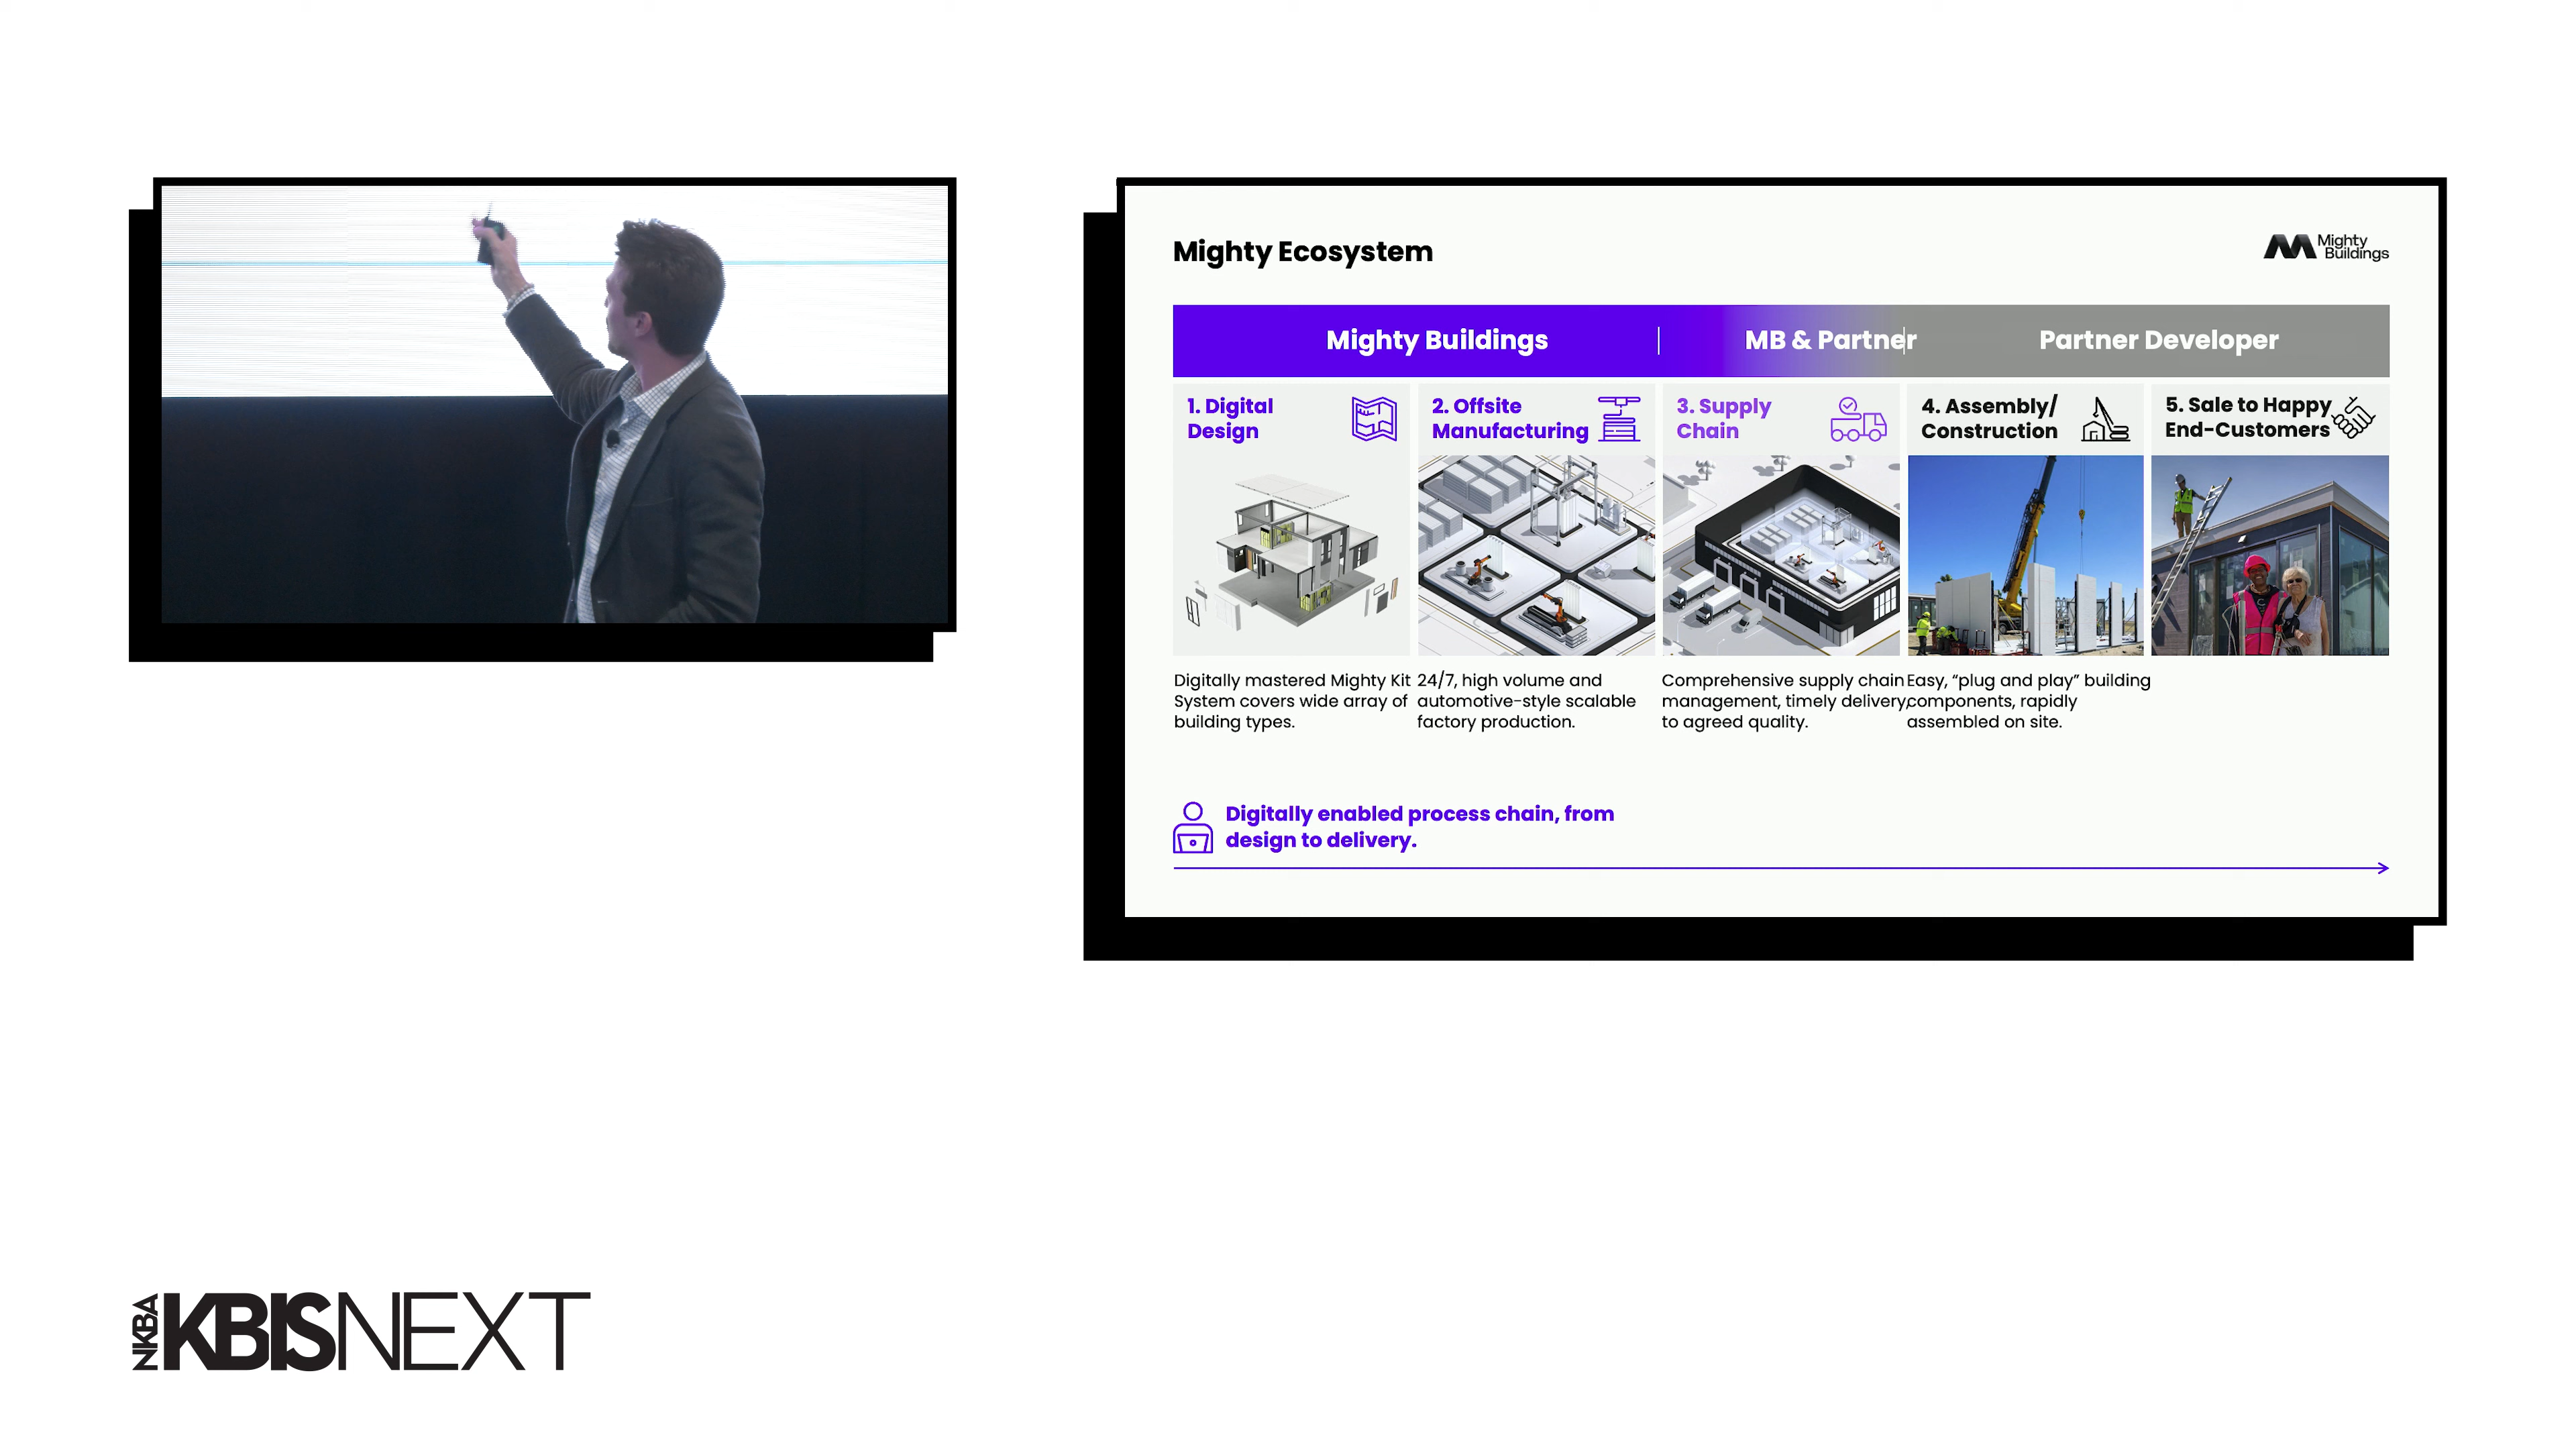 Mighty Ecosystem
Mighty
Buildings
Mighty Buildings
MB & Partner
Partner Developer
1. Digital
Design
2. Offsite
Manufacturing
3. Supply
Chain
4. Assembly/
Construction
5. Sale to Happy
End-Customers
Digitally mastered Mighty Kit
System covers wide array of
building types.
24/7, high volume and
automotive-style scalable
factory production.
Comprehensive supply chain
management, timely delivery,
to agreed quality.
Easy, “plug and play” building
components, rapidly
assembled on site.
Digitally enabled process chain, from
design to delivery.
NKBA
KBISNEXT